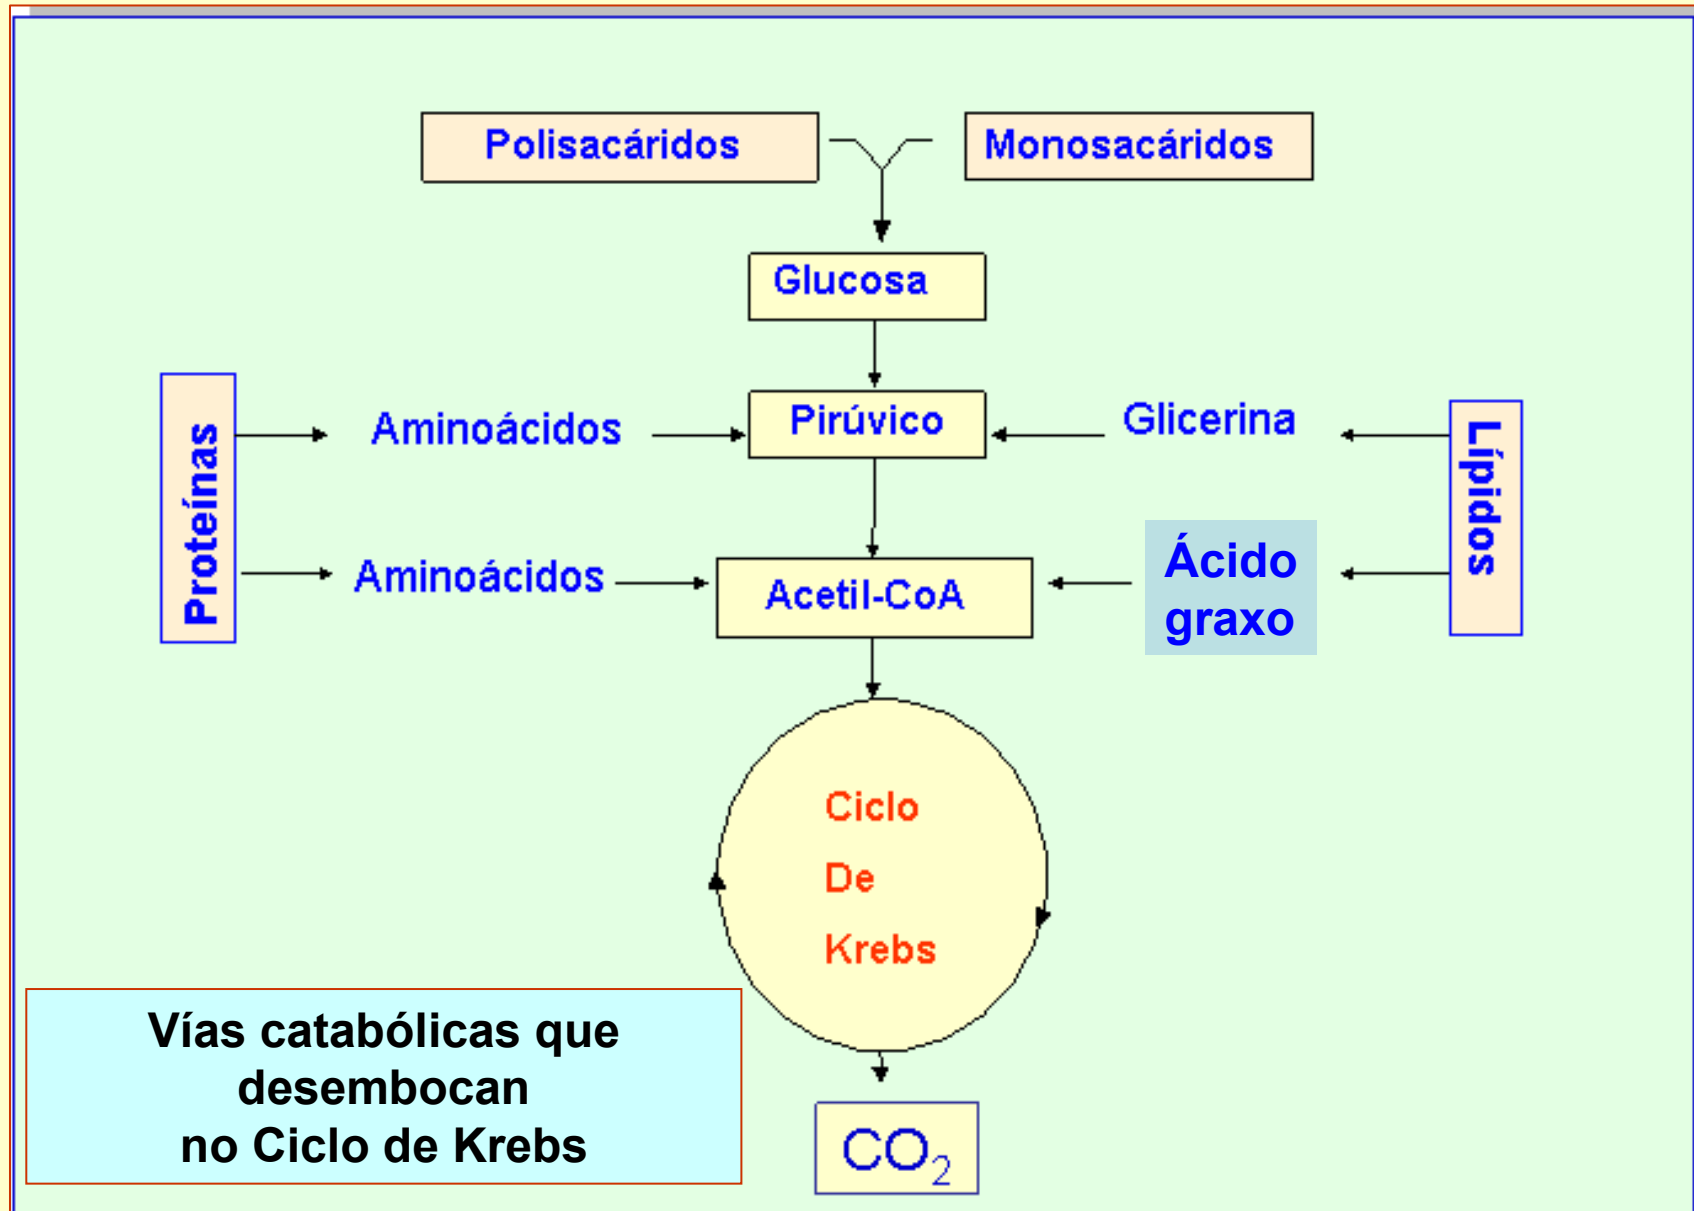 Polisacáridos
Monosacáridos
Glucosa
Proteínas
Aminoácidos
Pirúvico
Glicerina
Lípidos
Aminoácidos
Acetil-CoA
Ácido
graxo
Ciclo
De
Krebs
Vías catabólicas que
desembocan
no Ciclo de Krebs
CO₂